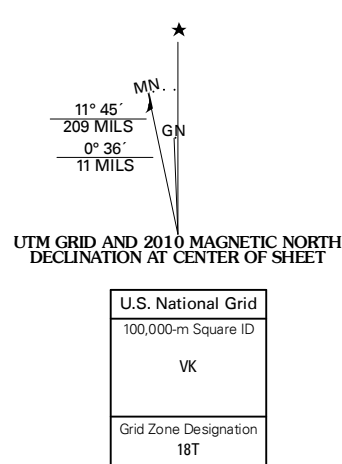 MN
11° 45´
209 MILS
GN
0° 36´
11 MILS
UTM GRID AND 2010 MAGNETIC NORTH
DECLINATION AT CENTER OF SHEET
U.S. National Grid
100,000-m Square ID
VK
Grid Zone Designation
18T